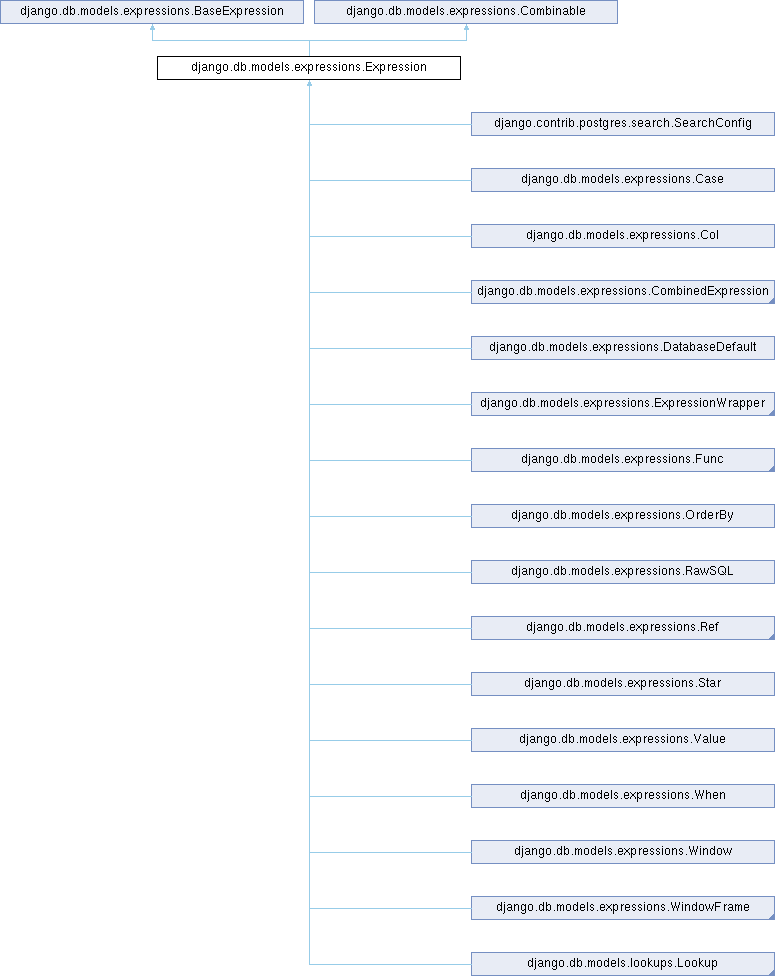 django.db.models.expressions.BaseExpression
django.db.models.expressions.Combinable
django.db.models.expressions.Expression
django.contrib.postgres.search.SearchConfig
django.db.models.expressions.Case
django.db.models.expressions.Col
django.db.models.expressions.CombinedExpression
django.db.models.expressions.DatabaseDefault
django.db.models.expressions.ExpressionWrapper
django.db.models.expressions.Func
django.db.models.expressions.OrderBy
django.db.models.expressions.RawSQL
django.db.models.expressions.Ref
django.db.models.expressions.Star
django.db.models.expressions.Value
django.db.models.expressions.When
django.db.models.expressions.Window
django.db.models.expressions.WindowFrame
django.db.models.lookups.Lookup